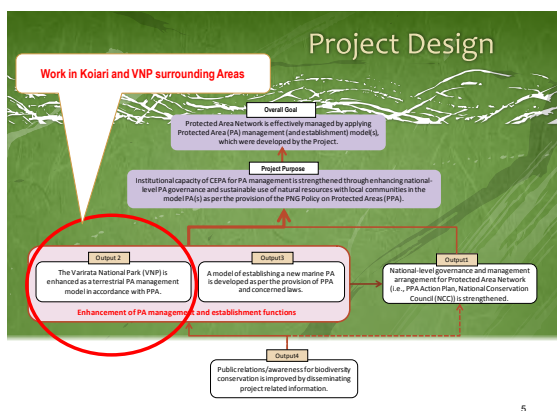 Project Design
Work in Koiari and VNP surrounding Areas
Overall Goal
Protected Area Network is effectively managed by applying
Protected Area (PA) management (and establishment) model(s),
which were developed by the Project.
Project Purpose
Institutional capacity of CEPA for PA management is strengthened through enhancing national-
level PA governance and sustainable use of natural resources with local communities in the
model PA(s) as per the provision of the PNG Policy on Protected Areas (PPA).
Output 2
The Varirata National Park (VNP) is
enhanced as a terrestrial PA management
model in accordance with PPA.
Output3
A model of establishing a new marine PA
is developed as per the provision of PPA
and concerned laws.
Enhancement of PA management and establishment functions
Output1
National-level governance and management
arrangement for Protected Area Network
(i.e., PPA Action Plan, National Conservation
Council (NCC)) is strengthened.
Output4
Public relations/awareness for biodiversity
conservation is improved by disseminating
project related information.
5